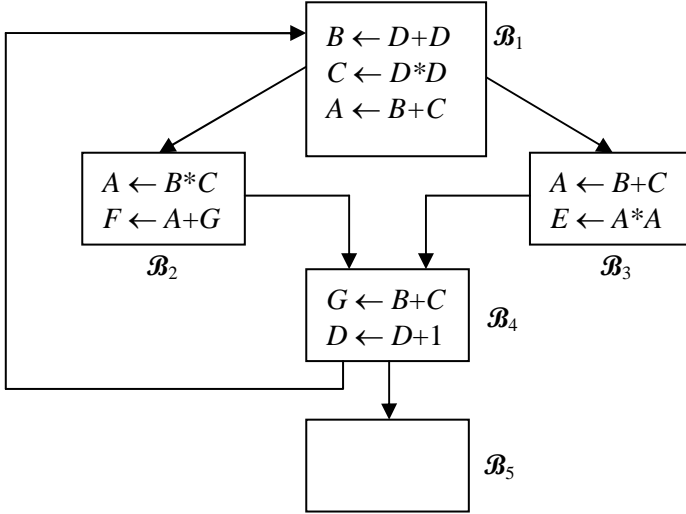 B ← D+D
C ← D*D
A ← B+C
ℬ₁
A ← B*C
F ← A+G
ℬ₂
A ← B+C
E ← A*A
ℬ₃
G ← B+C
D ← D+1
ℬ₄
ℬ₅